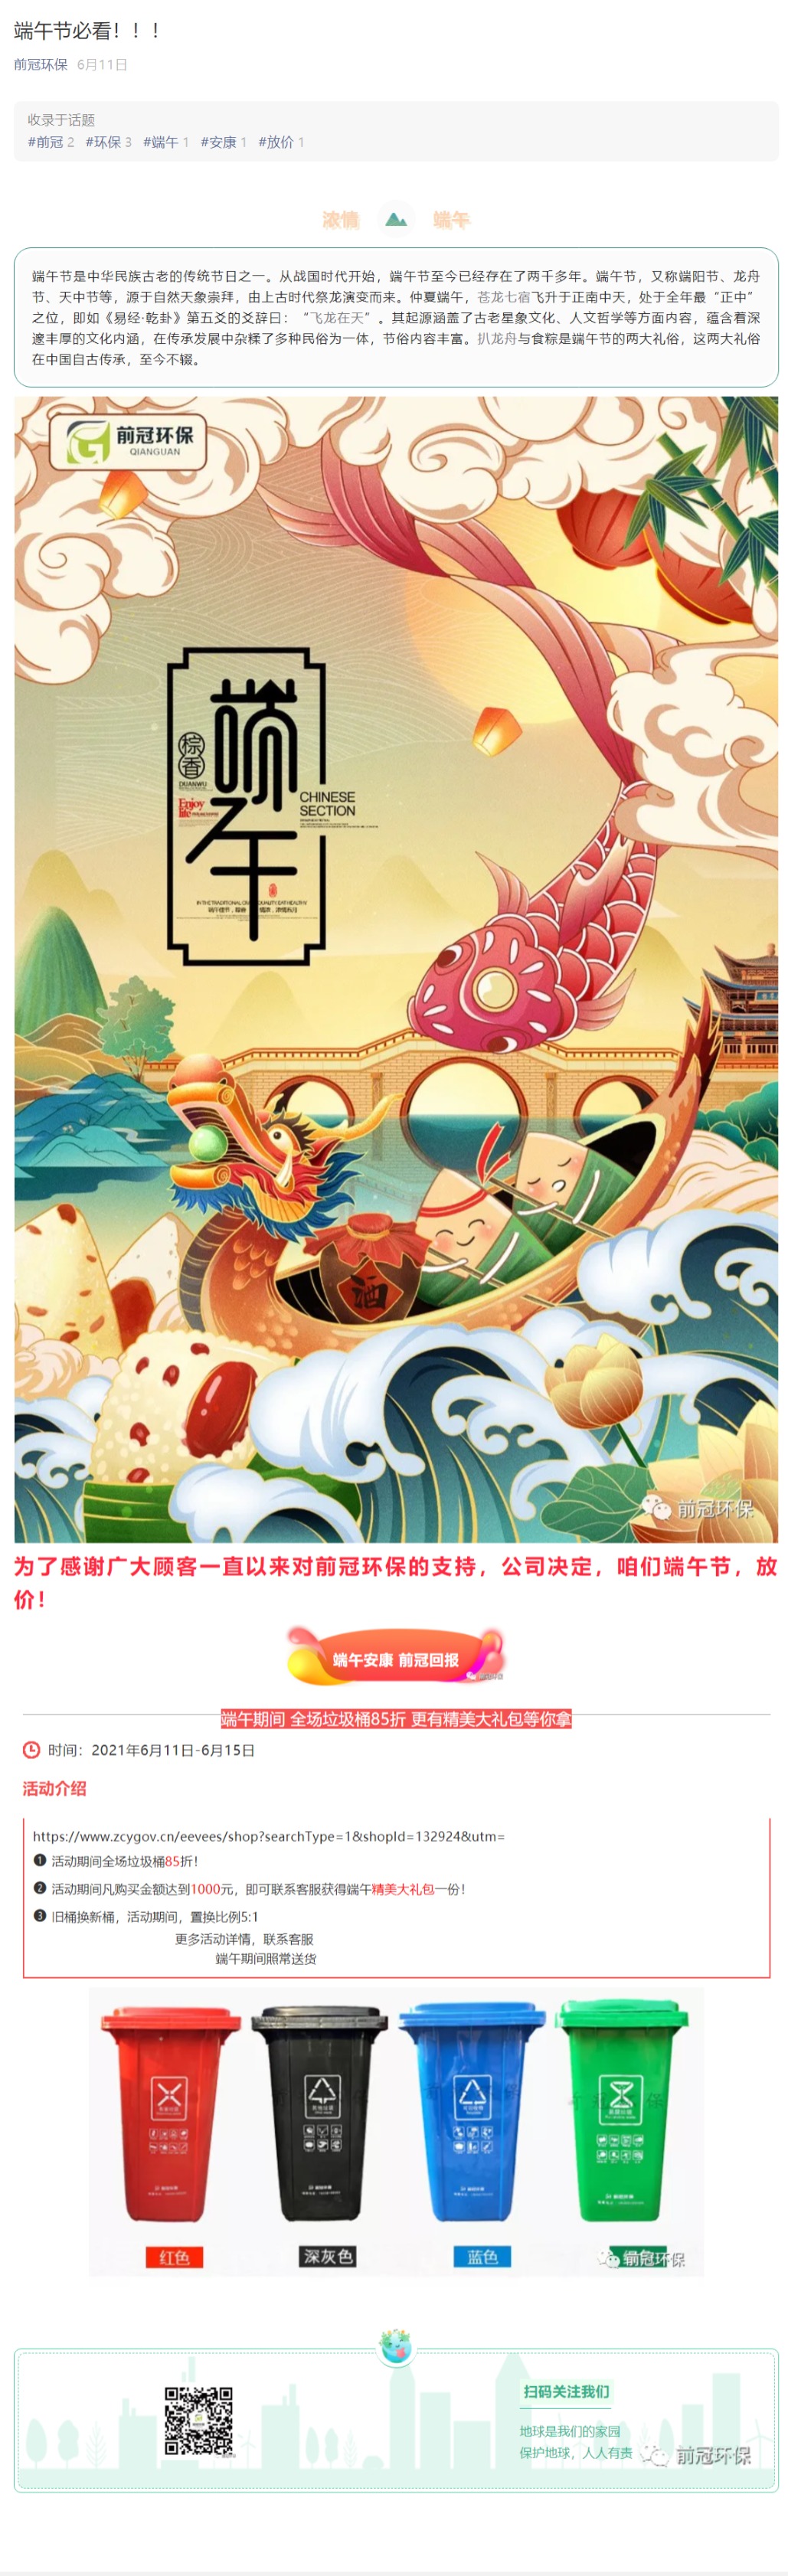 端午节必看！！！
前冠环保 6月11日
收录于话题
#前冠 2 #环保 3 #端午 1 #安康 1 #放价 1
浓情 端午
端午节是中华民族古老的传统节日之一。从战国时代开始，端午节至今已经存在了两千多年。端午节，又称端阳节、龙舟
节、天中节等，源于自然天象崇拜，由上古时代祭龙演变而来。仲夏端午，苍龙七宿飞升于正南中天，处于全年最“正中”
之位，即如《易经·乾卦》第五爻的爻辞曰：“飞龙在天”。其起源涵盖了古老星象文化、人文哲学等方面内容，蕴含着深
邃丰厚的文化内涵，在传承发展中杂糅了多种民俗为一体，节俗内容丰富。扒龙舟与食粽是端午节的两大礼俗，这两大礼俗
在中国自古传承，至今不辍。
前冠环保
QIANGUAN
端午
粽香
DUANWU
Enjoy
life
CHINESE
SECTION
酒
前冠环保
为了感谢广大顾客一直以来对前冠环保的支持，公司决定，咱们端午节，放
价！
端午安康 前冠回报
端午期间 全场垃圾桶85折 更有精美大礼包等你拿
时间：2021年6月11日-6月15日
活动介绍
https://www.zcygov.cn/eevees/shop?searchType=1&shopId=132924&utm=
❶ 活动期间全场垃圾桶85折！
❷ 活动期间凡购买金额达到1000元，即可联系客服获得端午精美大礼包一份！
❸ 旧桶换新桶，活动期间，置换比例5:1
更多活动详情，联系客服
端午期间照常送货
红色 深灰色 蓝色
前冠环保
扫码关注我们
地球是我们的家园
保护地球，人人有责
前冠环保